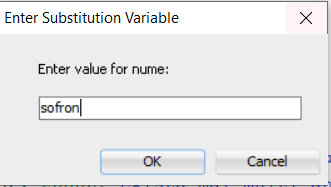 Enter Substitution Variable
Enter value for nume:
sofron
OK Cancel